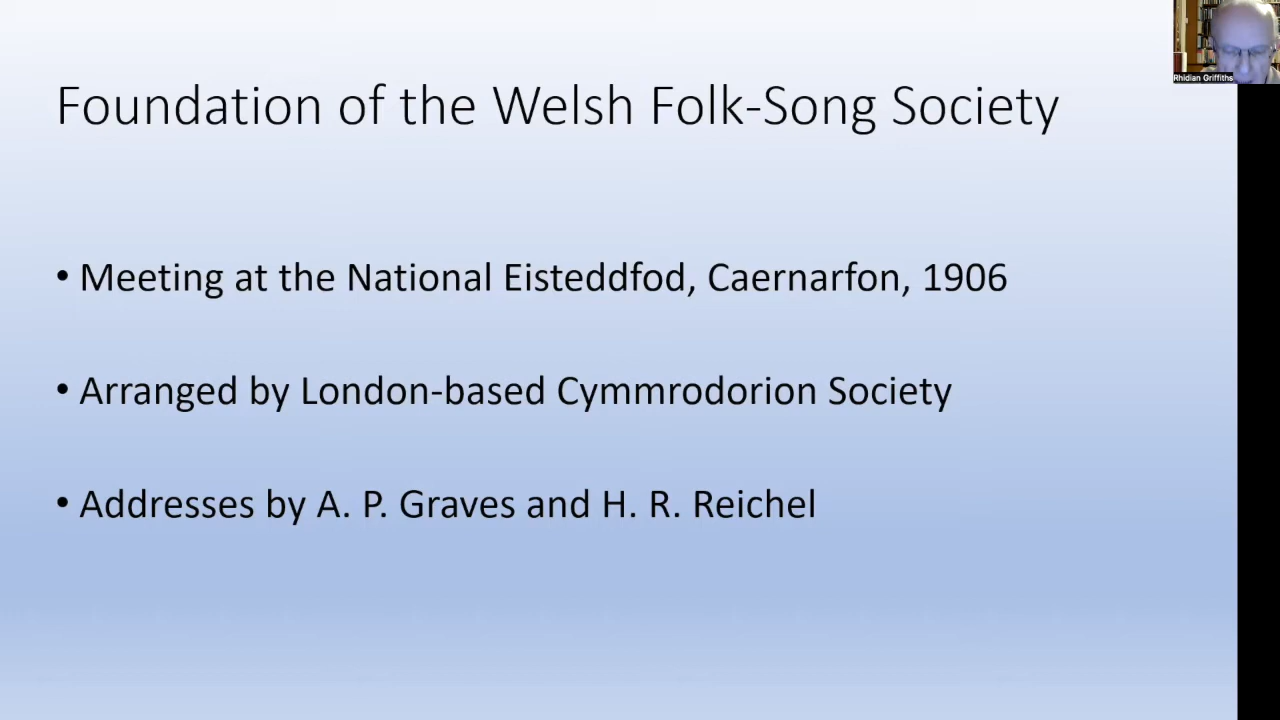 Rhidian Griffiths
Foundation of the Welsh Folk-Song Society
• Meeting at the National Eisteddfod, Caernarfon, 1906
• Arranged by London-based Cymmrodorion Society
• Addresses by A. P. Graves and H. R. Reichel